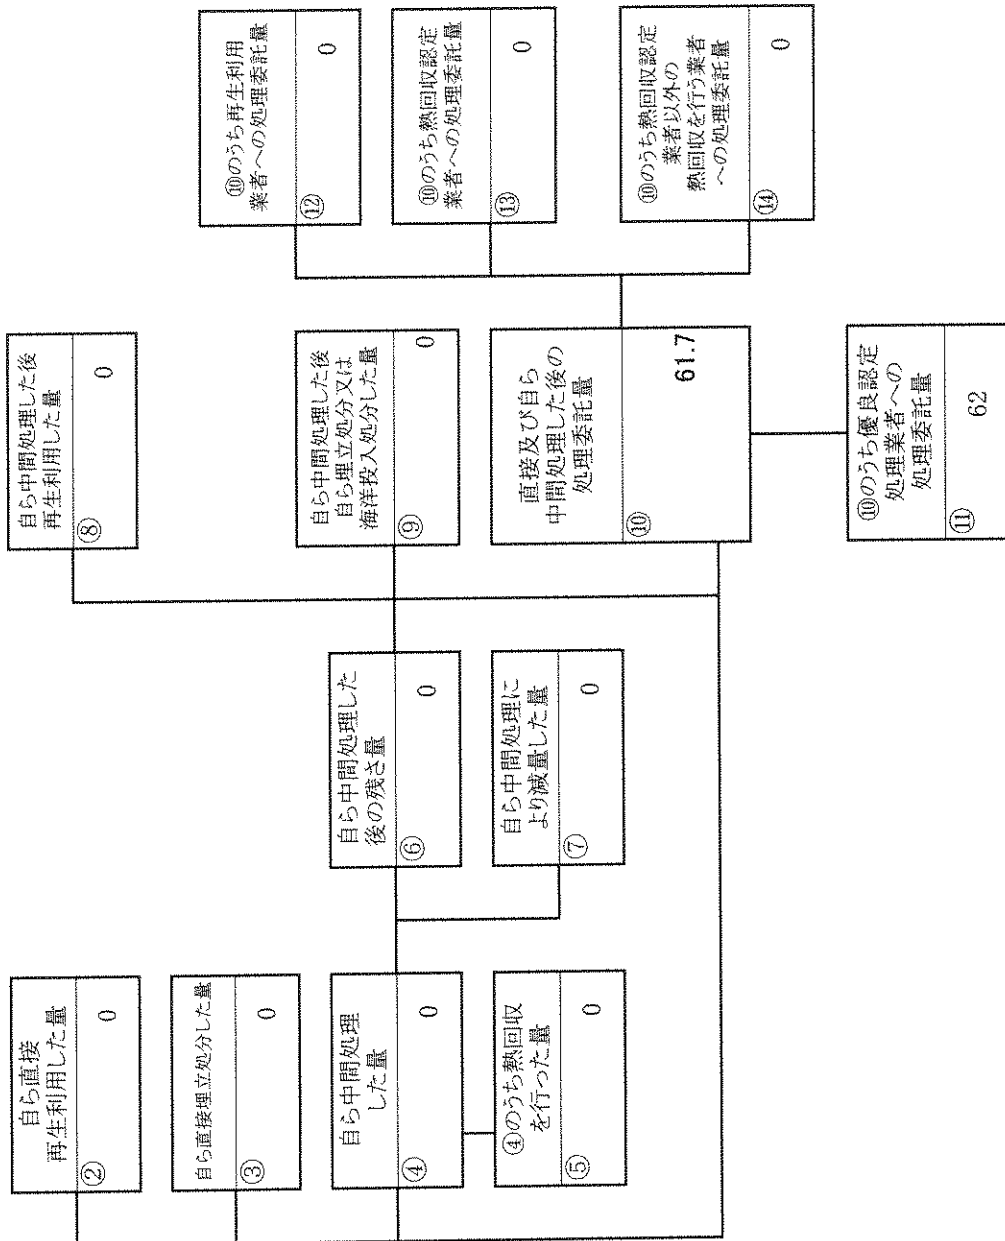 自ら直接
再生利用した量
②
0
自ら直接埋立処分した量
③
0
自ら中間処理
した量
④
0
④のうち熱回収
を行った量
⑤
0
自ら中間処理した
後の残さ量
⑥
0
自ら中間処理に
より減量した量
⑦
0
自ら中間処理した後
再生利用した量
⑧
0
自ら中間処理した後
自ら埋立処分又は
海洋投入処分した量
⑨
0
直接及び自ら
中間処理した後の
処理委託量
⑩
61.7
⑩のうち優良認定
処理業者への
処理委託量
⑪
62
⑩のうち再生利用
業者への処理委託量
⑫
0
⑩のうち熱回収認定
業者への処理委託量
⑬
0
⑩のうち熱回収認定
業者以外の
熱回収を行う業者
への処理委託量
⑭
0